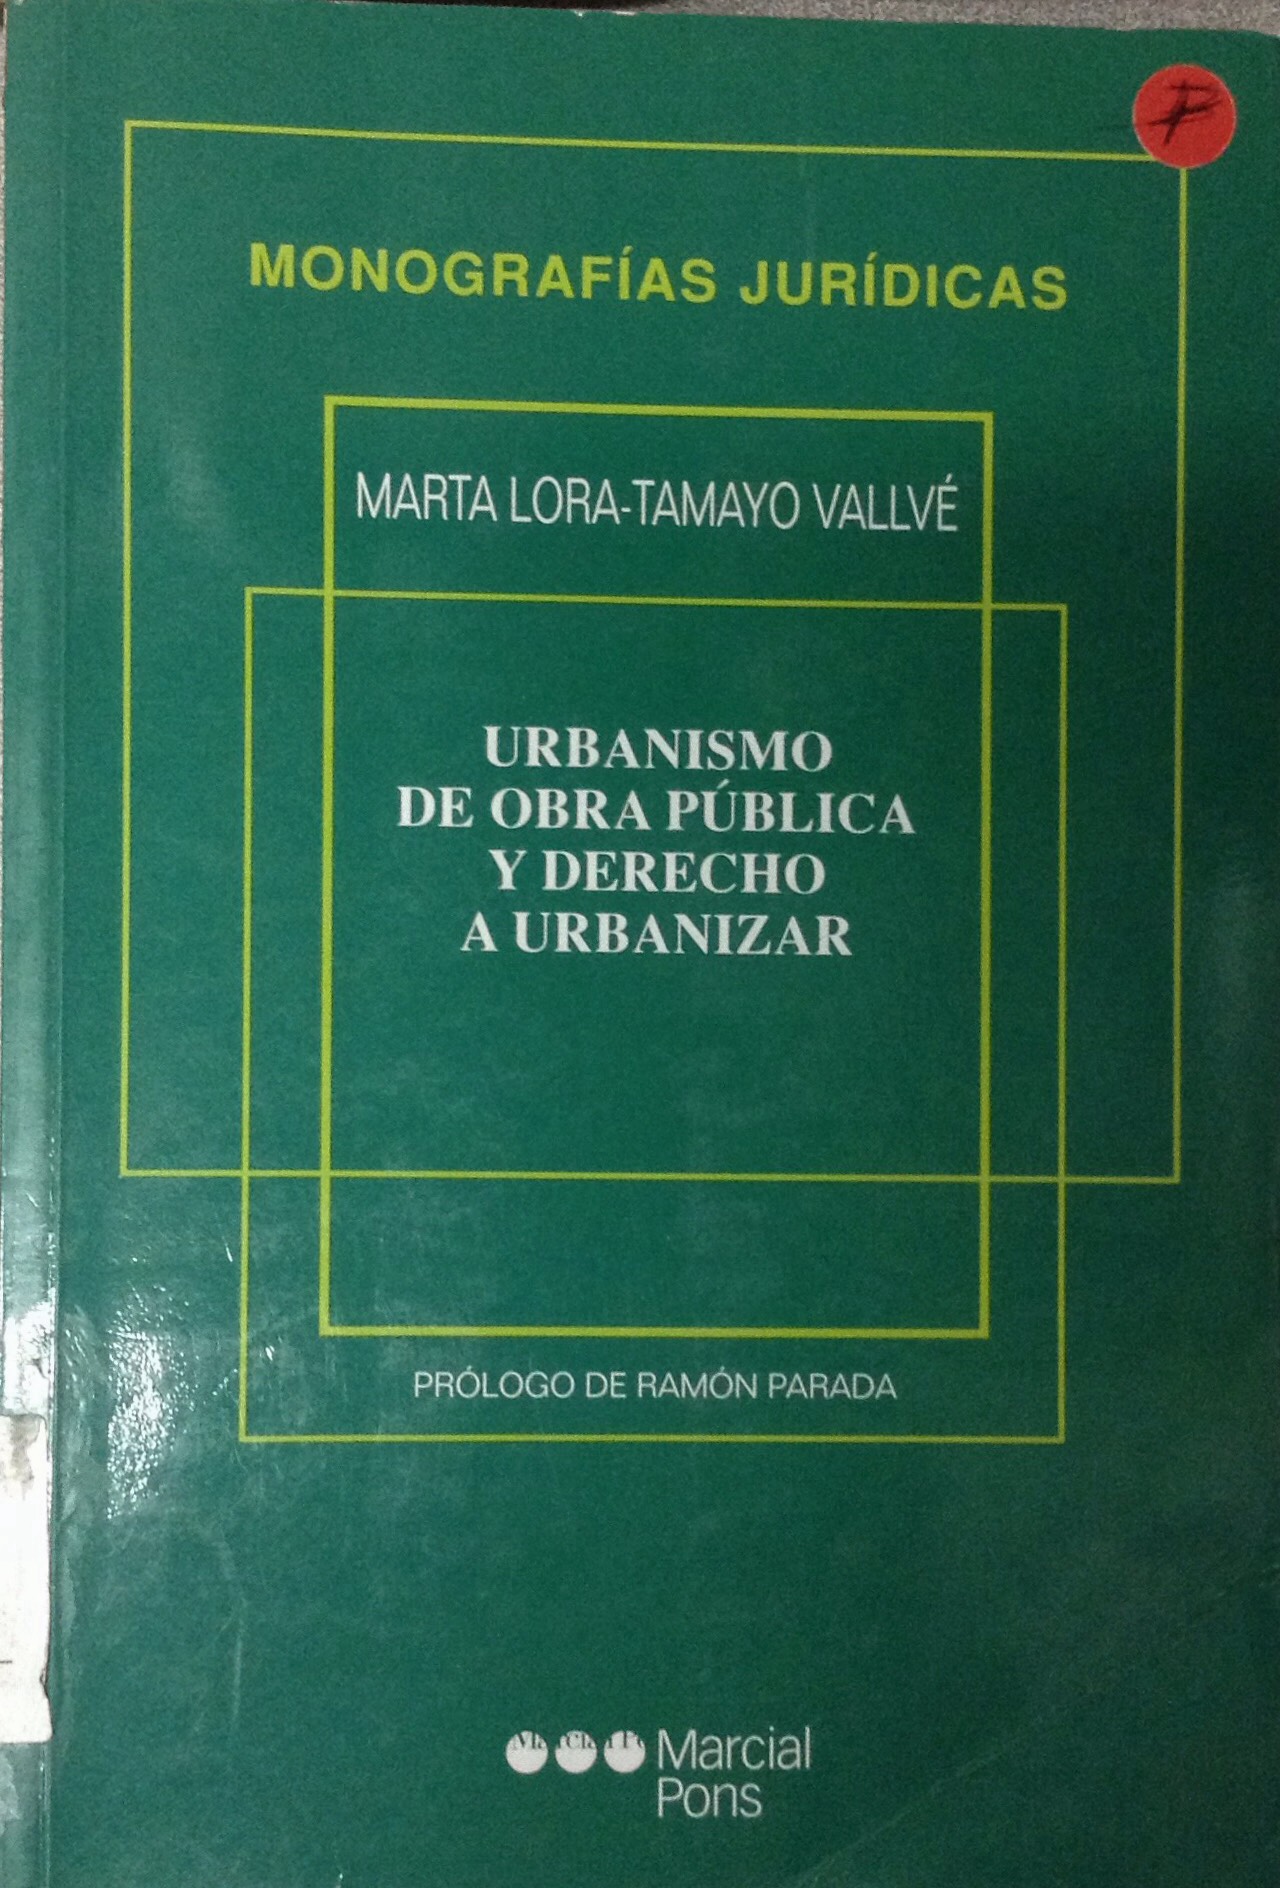 MONOGRAFÍAS JURÍDICAS
MARTA LORA-TAMAYO VALLVÉ
URBANISMO
DE OBRA PÚBLICA
Y DERECHO
A URBANIZAR
PRÓLOGO DE RAMÓN PARADA
Marcial
Pons